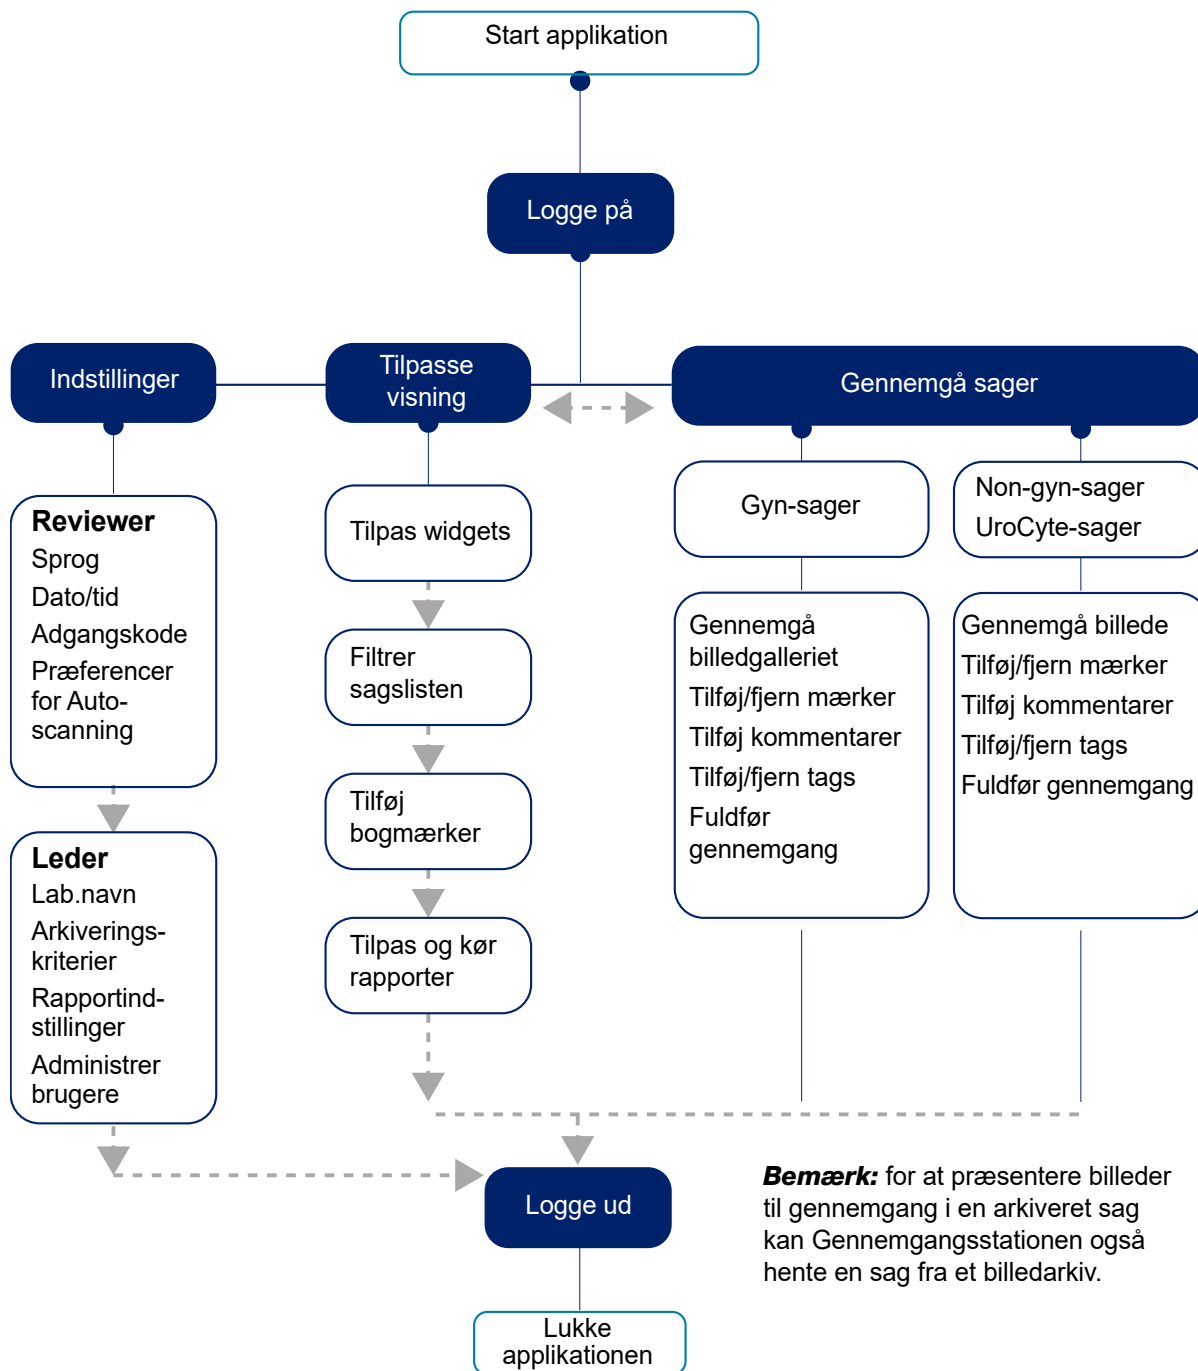 Start applikation
Logge på
Indstillinger
Tilpasse
visning
Gennemgå sager
Reviewer
Sprog
Dato/tid
Adgangskode
Præferencer
for Auto-
scanning
Leder
Lab.navn
Arkiverings-
kriterier
Rapportind-
stillinger
Administrer
brugere
Tilpas widgets
Filtrer
sagslisten
Tilføj
bogmærker
Tilpas og kør
rapporter
Gyn-sager
Gennemgå
billedgalleriet
Tilføj/fjern mærker
Tilføj kommentarer
Tilføj/fjern tags
Fuldfør
gennemgang
Non-gyn-sager
UroCyte-sager
Gennemgå billede
Tilføj/fjern mærker
Tilføj kommentarer
Tilføj/fjern tags
Fuldfør gennemgang
Logge ud
Bemærk: for at præsentere billeder
til gennemgang i en arkiveret sag
kan Gennemgangsstationen også
hente en sag fra et billedarkiv.
Lukke
applikationen